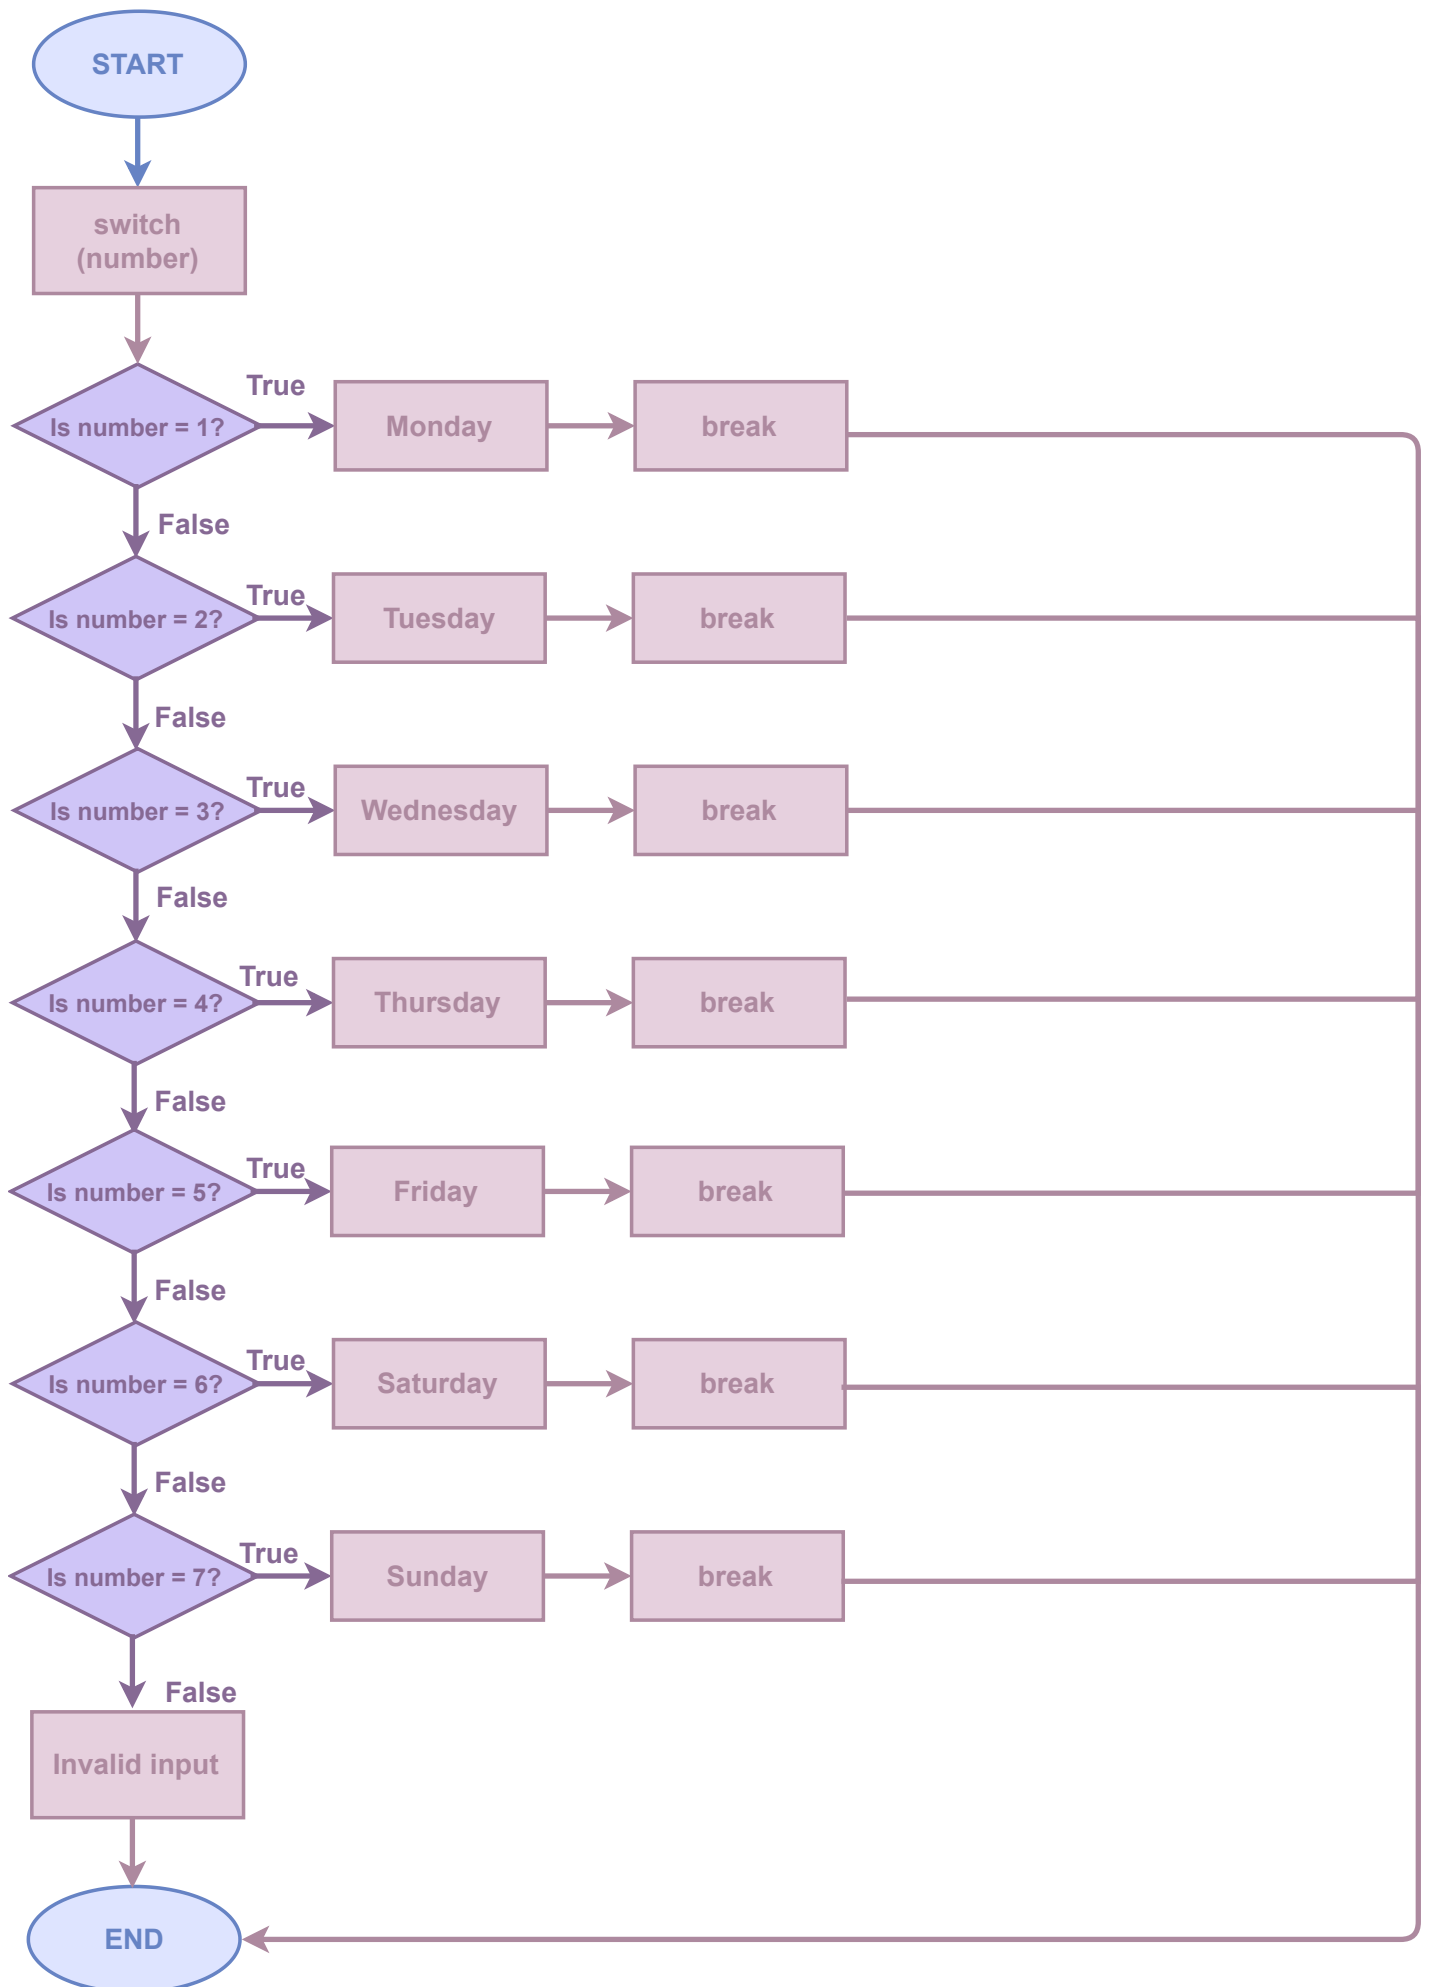 START
switch
(number)
Is number = 1?
True
Monday
break
False
Is number = 2?
True
Tuesday
break
False
Is number = 3?
True
Wednesday
break
False
Is number = 4?
True
Thursday
break
False
Is number = 5?
True
Friday
break
False
Is number = 6?
True
Saturday
break
False
Is number = 7?
True
Sunday
break
False
Invalid input
END